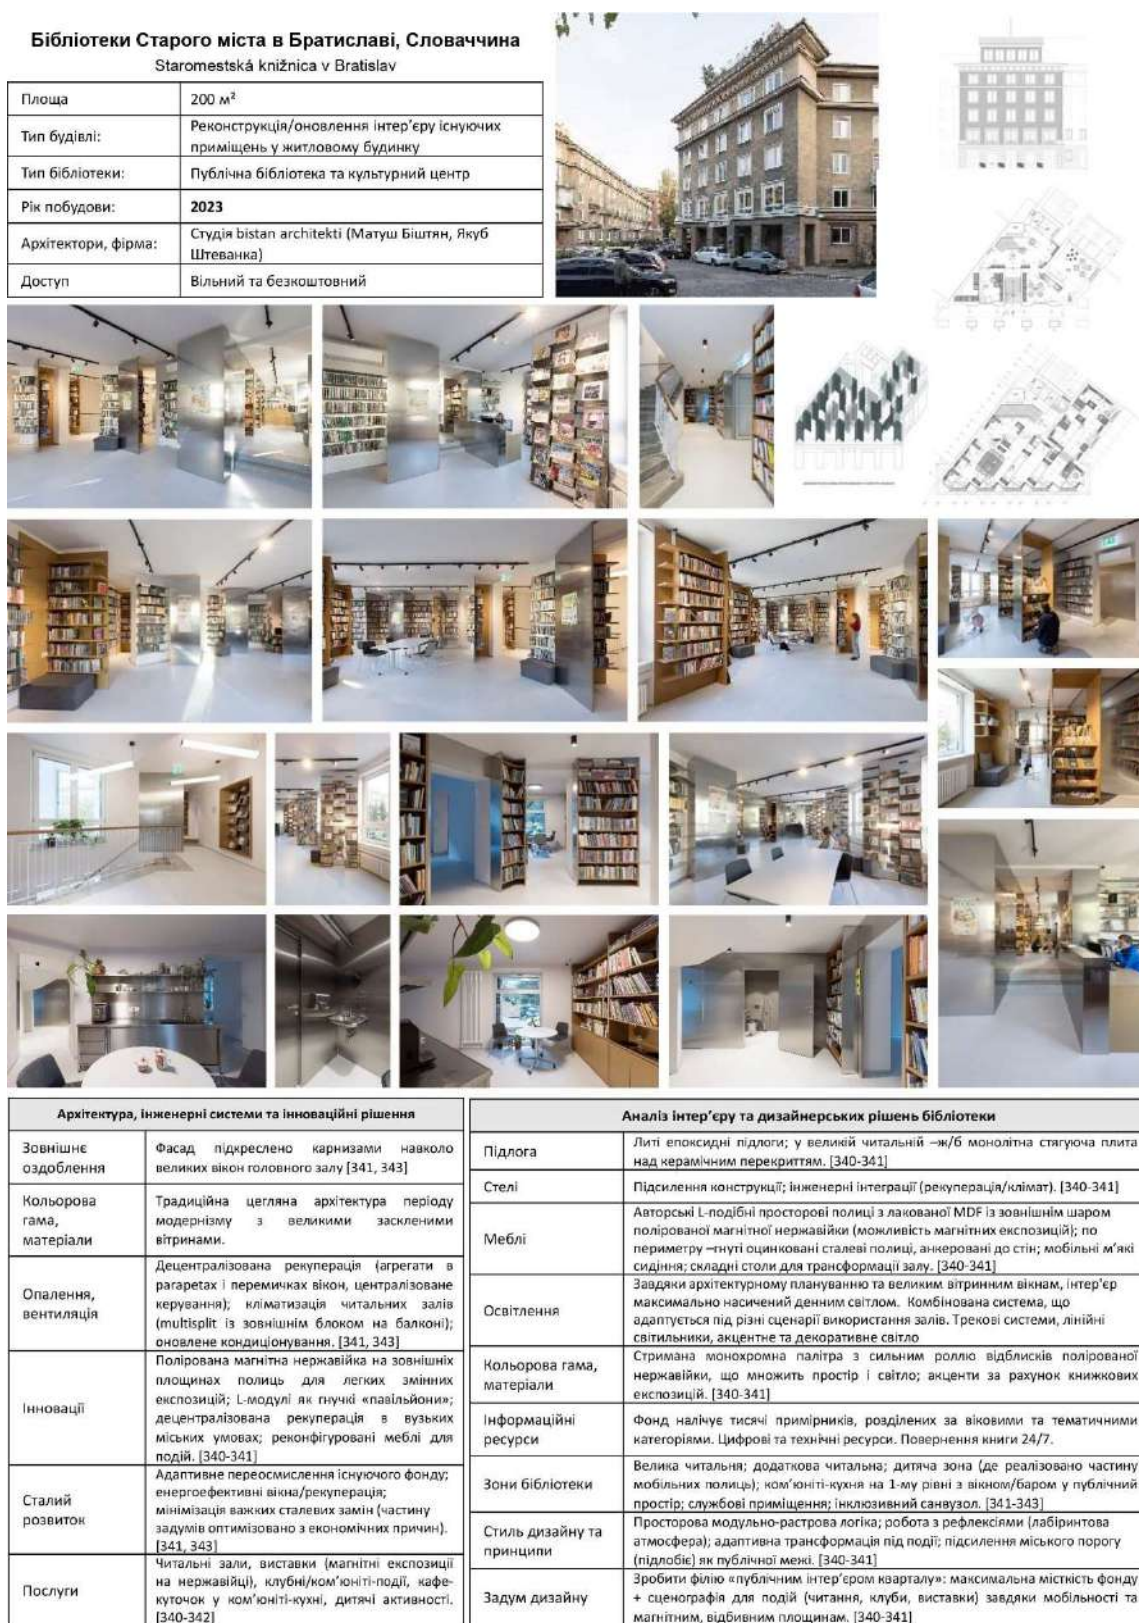 Бібліотеки Старого міста в Братиславі, Словаччина
Staromestská knižnica v Bratislav
Площа
200 м²
Тип будівлі:
Реконструкція/оновлення інтер'єру існуючих
приміщень у житловому будинку
Тип бібліотеки:
Публічна бібліотека та культурний центр
Рік побудови:
2023
Архітектори, фірма:
Студія bistan architekti (Матуш Біштян, Якуб
Штеванка)
Доступ
Вільний та безкоштовний
Архітектура, інженерні системи та інноваційні рішення
Зовнішнє
оздоблення
Фасад підкреслено карнизами навколо
великих вікон головного залу [341, 343]
Кольорова
гама,
матеріали
Традиційна цегляна архітектура періоду
модернізму з великими заскленими
вітринами.
Опалення,
вентиляція
Децентралізована рекуперація (агрегати в
parapetах і перемичках вікон, централізоване
керування); кліматизація читальних залів
(multisplit із зовнішнім блоком на балконі);
оновлене кондиціонування. [341, 343]
Інновації
Полірована магнітна нержавійка на зовнішніх
площинах полиць для легких змінних
експозицій; L-модулі як гнучкі «павільйони»;
децентралізована рекуперація в вузьких
міських умовах; реконфігуровані меблі для
подій. [340-341]
Сталий
розвиток
Адаптивне переосмислення існуючого фонду;
енергоефективні вікна/рекуперація;
мінімізація важких сталевих замін (частину
задумів оптимізовано з економічних причин).
[341, 343]
Послуги
Читальні зали, виставки (магнітні експозиції
на нержавійці), клубні/ком'юніті-події, кафе-
куточок у ком'юніті-кухні, дитячі активності.
[340-342]
Аналіз інтер'єру та дизайнерських рішень бібліотеки
Підлога
Литі епоксидні підлоги; у великій читальній –ж/б монолітна стягуюча плита
над керамічним перекриттям. [340-341]
Стелі
Підсилення конструкції; інженерні інтеграції (рекуперація/клімат). [340-341]
Меблі
Авторські L-подібні просторові полиці з лакованої MDF із зовнішнім шаром
полірованої магнітної нержавійки (можливість магнітних експозицій); по
периметру –гнуті оцинковані сталеві полиці, анкеровані до стін; мобільні м'які
сидіння; складні столи для трансформації залу. [340-341]
Освітлення
Завдяки архітектурному плануванню та великим вітринним вікнам, інтер'єр
максимально насичений денним світлом. Комбінована система, що
адаптується під різні сценарії використання залів. Трекові системи, лінійні
світильники, акцентне та декоративне світло
Кольорова гама,
матеріали
Стримана монохромна палітра з сильним роллю відблисків полірованої
нержавійки, що множить простір і світло; акценти за рахунок книжкових
експозицій. [340-341]
Інформаційні
ресурси
Фонд налічує тисячі примірників, розділених за віковими та тематичними
категоріями. Цифрові та технічні ресурси. Повернення книги 24/7.
Зони бібліотеки
Велика читальня; додаткова читальна; дитяча зона (де реалізовано частину
мобільних полиць); ком'юніті-кухня на 1-му рівні з вікном/баром у публічний
простір; службові приміщення; інклюзивний санвузол. [341-343]
Стиль дизайну та
принципи
Просторова модульно-растрова логіка; робота з рефлексіями (лабіринтова
атмосфера); адаптивна трансформація під події; підсилення міського порогу
(підлобіє) як публічної межі. [340-341]
Задум дизайну
Зробити філію «публічним інтер'єром кварталу»: максимальна місткість фонду
+ сценографія для подій (читання, клуби, виставки) завдяки мобільності та
магнітним, відбивним площинам. [340-341]